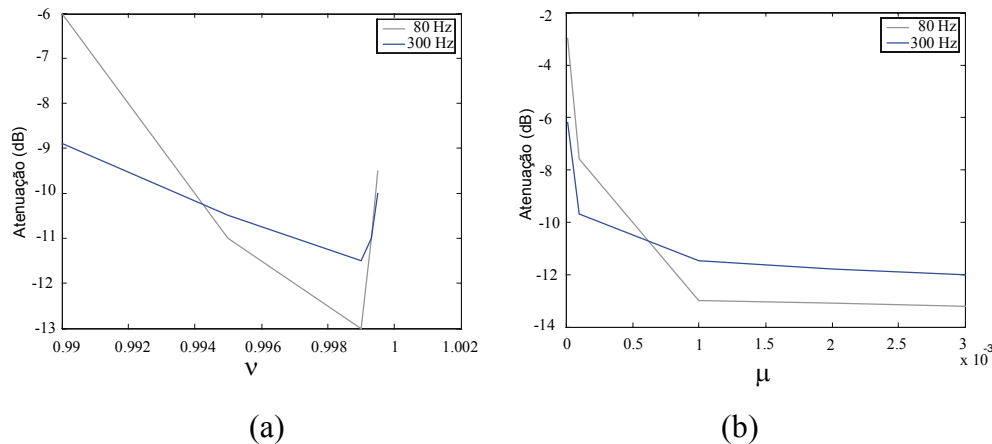 -6
-7
-8
-9
-10
-11
-12
-13
Atenuação (dB)
80 Hz
300 Hz
0.99
0.992
0.994
0.996
0.998
1
1.002
ν
(a)
-2
-4
-6
-8
-10
-12
-14
Atenuação (dB)
80 Hz
300 Hz
0
0.5
1
1.5
2
2.5
3
x 10⁻³
μ
(b)